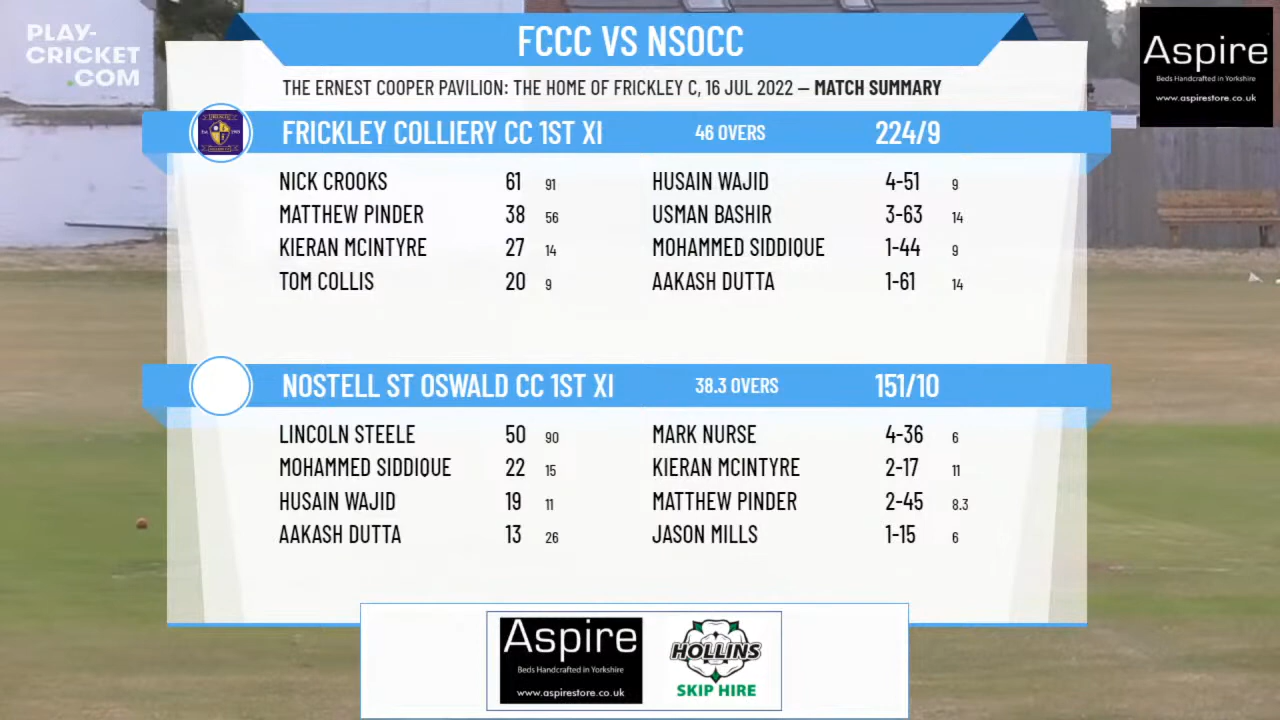 PLAY-
CRICKET
.COM
FCCC VS NSOCC
THE ERNEST COOPER PAVILION: THE HOME OF FRICKLEY C, 16 JUL 2022 – MATCH SUMMARY
Aspire
Beds Handcrafted in Yorkshire
www.aspirestore.co.uk
FRICKLEY COLLIERY CC 1ST XI 46 OVERS 224/9
NICK CROOKS 61 91 HUSAIN WAJID 4-51 9
MATTHEW PINDER 38 56 USMAN BASHIR 3-63 14
KIERAN MCINTYRE 27 14 MOHAMMED SIDDIQUE 1-44 9
TOM COLLIS 20 9 AAKASH DUTTA 1-61 14
NOSTELL ST OSWALD CC 1ST XI 38.3 OVERS 151/10
LINCOLN STEELE 50 90 MARK NURSE 4-36 6
MOHAMMED SIDDIQUE 22 15 KIERAN MCINTYRE 2-17 11
HUSAIN WAJID 19 11 MATTHEW PINDER 2-45 8.3
AAKASH DUTTA 13 26 JASON MILLS 1-15 6
Aspire
Beds Handcrafted in Yorkshire
www.aspirestore.co.uk
HOLLINS
SKIP HIRE